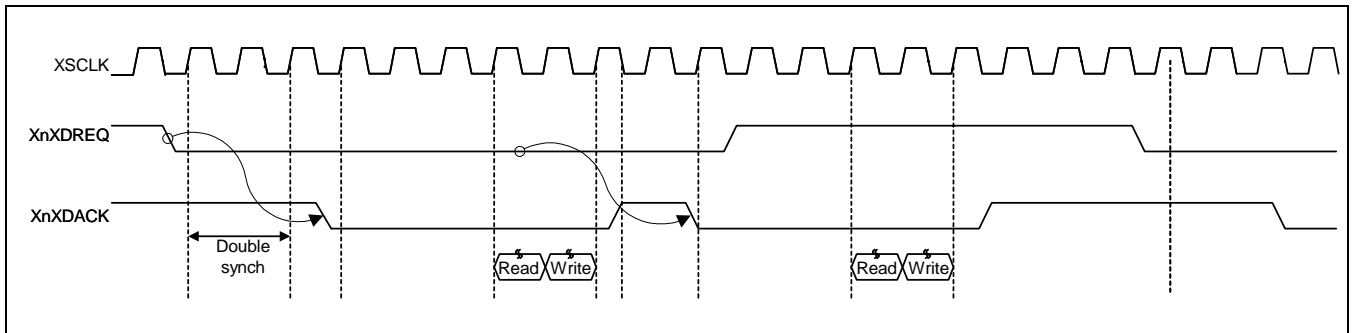 XSCLK
XnXDREQ
XnXDACK
Double
synch
Read Write
Read Write